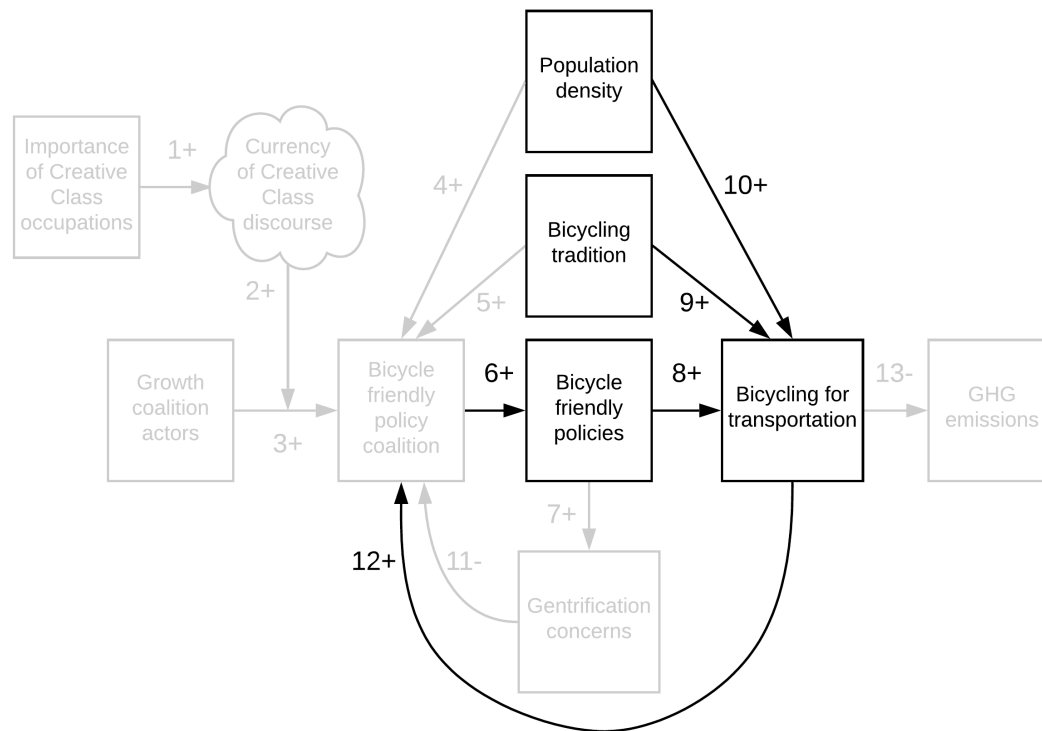 Population
density
Importance
of Creative
Class
occupations
1+
Currency
of Creative
Class
discourse
4+
10+
Bicycling
tradition
2+
5+
9+
Growth
coalition
actors
3+
Bicycle
friendly
policy
coalition
6+
Bicycle
friendly
policies
8+
Bicycling for
transportation
13-
GHG
emissions
7+
12+
11-
Gentrification
concerns